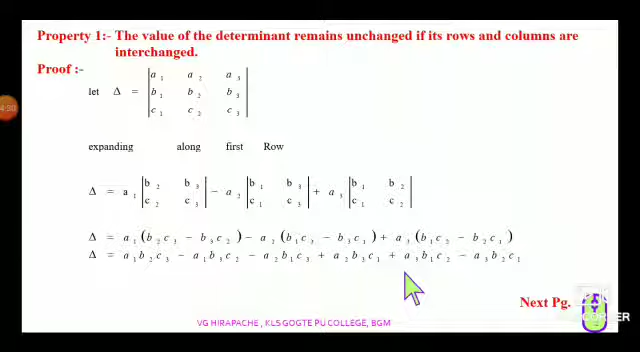 Property 1:- The value of the determinant remains unchanged if its rows and columns are
interchanged.
Proof :-
let Δ = | a₁ a₂ a₃ |
| b₁ b₂ b₃ |
| c₁ c₂ c₃ |
expanding along first Row
Δ = a₁ | b₂ b₃ | − a₂ | b₁ b₃ | + a₃ | b₁ b₂ |
| c₂ c₃ | | c₁ c₃ | | c₁ c₂ |
Δ = a₁ (b₂c₃ − b₃c₂) − a₂ (b₁c₃ − b₃c₁) + a₃ (b₁c₂ − b₂c₁)
Δ = a₁b₂c₃ − a₁b₃c₂ − a₂b₁c₃ + a₂b₃c₁ + a₃b₁c₂ − a₃b₂c₁
Next Pg.
VG HIRAPACHE , KLS GOGTE PU COLLEGE, BGM